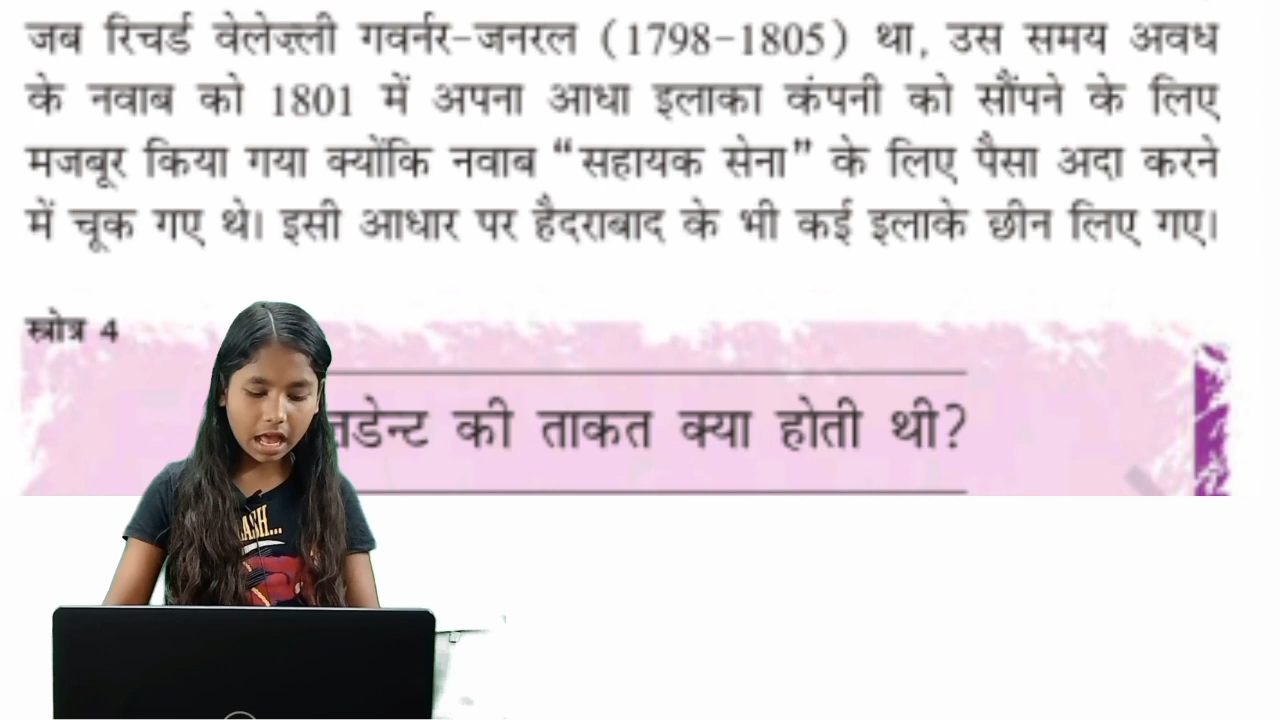 जब रिचर्ड वेलेज़्ली गवर्नर-जनरल (1798-1805) था, उस समय अवध
के नवाब को 1801 में अपना आधा इलाका कंपनी को सौंपने के लिए
मजबूर किया गया क्योंकि नवाब “सहायक सेना” के लिए पैसा अदा करने
में चूक गए थे। इसी आधार पर हैदराबाद के भी कई इलाके छीन लिए गए।
स्त्रोत्र 4
की ताकत क्या होती थी?